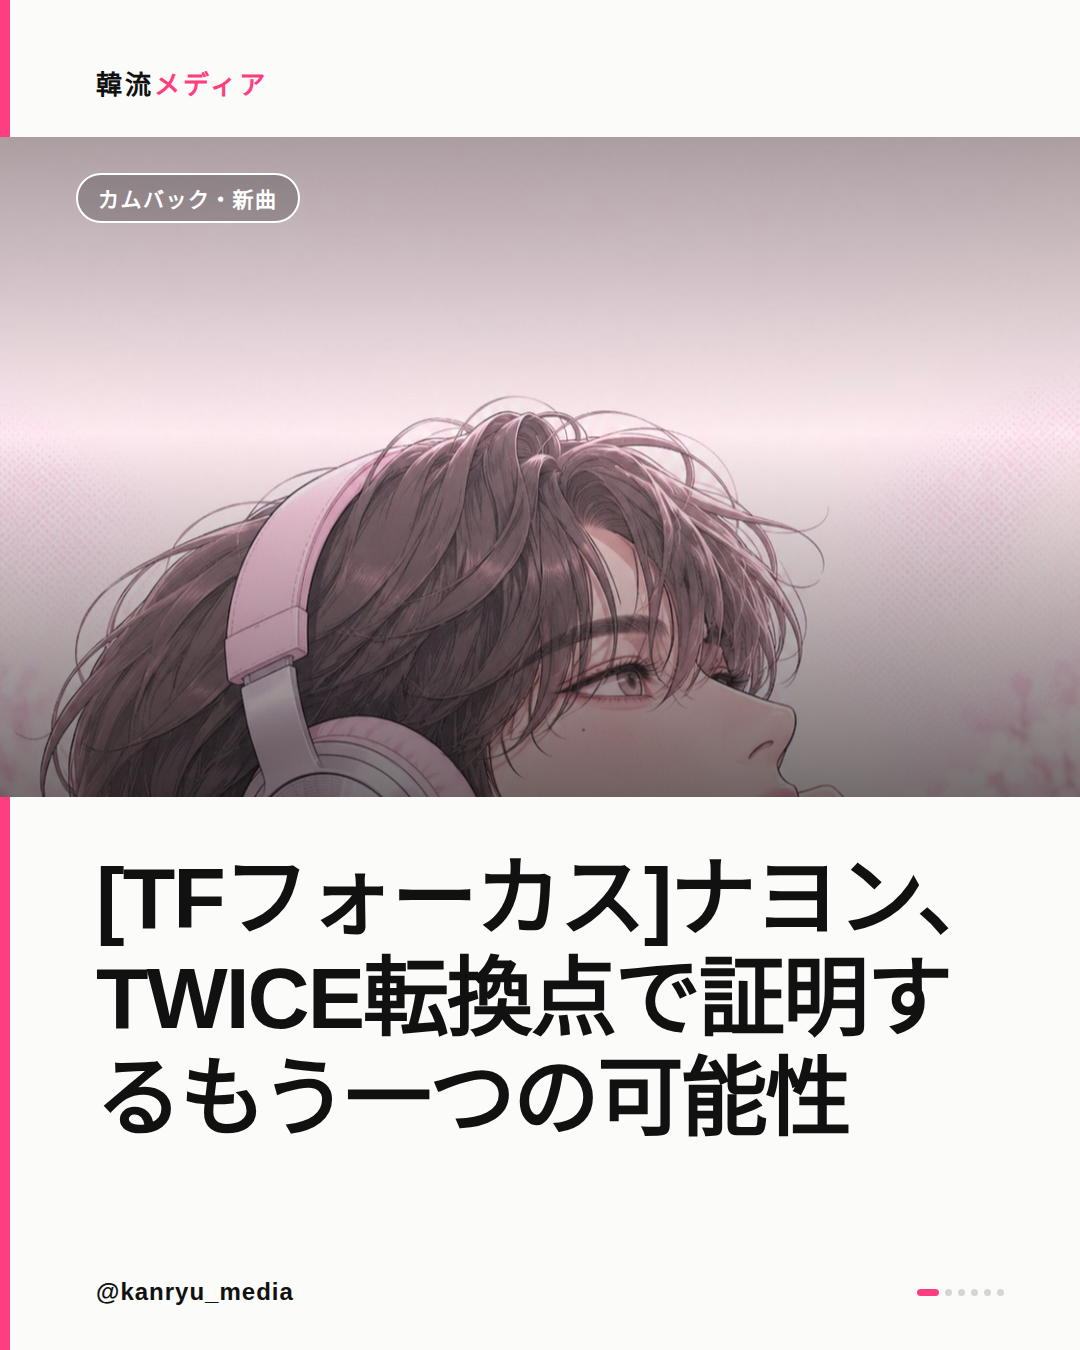 韓流メディア
カムバック・新曲
[TFフォーカス]ナヨン、
TWICE転換点で証明す
るもう一つの可能性
@kanryu_media